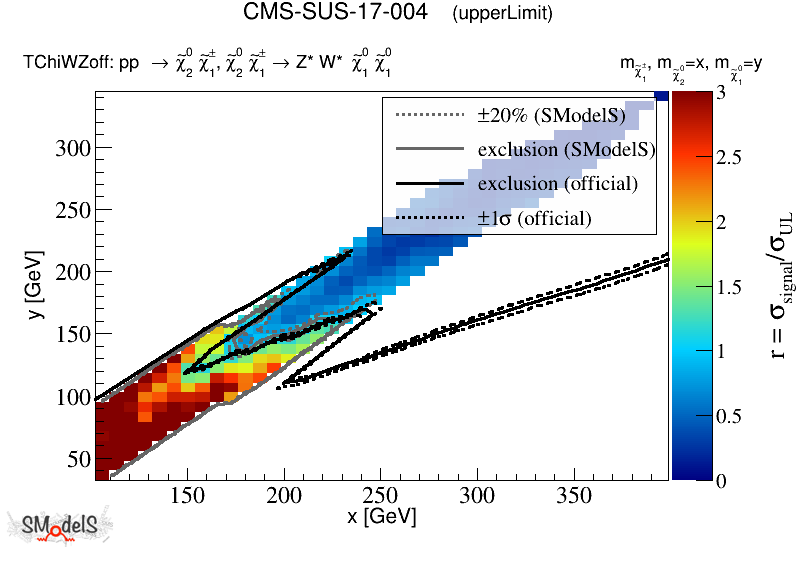 CMS-SUS-17-004 (upperLimit)
TChiWZoff: pp → χ̃⁰₂ χ̃±₁, χ̃⁰₂ χ̃±₁ → Z* W* χ̃⁰₁ χ̃⁰₁
m_χ̃±₁, m_χ̃⁰₂=x, m_χ̃⁰₁=y
±20% (SModelS)
exclusion (SModelS)
exclusion (official)
±1σ (official)
y [GeV]
300
250
200
150
100
50
150 200 250 300 350
x [GeV]
3
2.5
2
1.5
1
0.5
0
r = σ_signal/σ_UL
SModelS